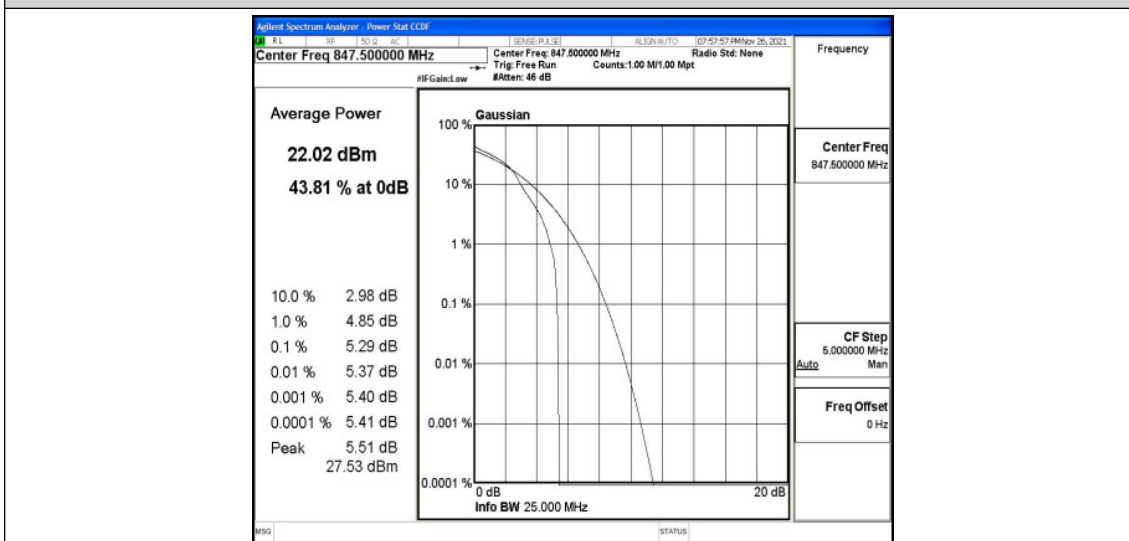 Agilent Spectrum Analyzer - Power Stat CCDF
RL RF 50 Ω AC SENSE:PULSE ALIGN AUTO 07:57:57 PM Nov 26, 2021
Center Freq 847.500000 MHz
Center Freq: 847.500000 MHz Radio Std: None
Trig: Free Run Counts:1.00 M/1.00 Mpt
#IFGain:Low #Atten: 46 dB
Frequency
Average Power
22.02 dBm
43.81 % at 0dB
10.0 % 2.98 dB
1.0 % 4.85 dB
0.1 % 5.29 dB
0.01 % 5.37 dB
0.001 % 5.40 dB
0.0001 % 5.41 dB
Peak 5.51 dB
27.53 dBm
Gaussian
100 %
10 %
1 %
0.1 %
0.01 %
0.001 %
0.0001 %
0 dB 20 dB
Info BW 25.000 MHz
Center Freq
847.500000 MHz
CF Step
5.000000 MHz
Auto Man
Freq Offset
0 Hz
MSG STATUS